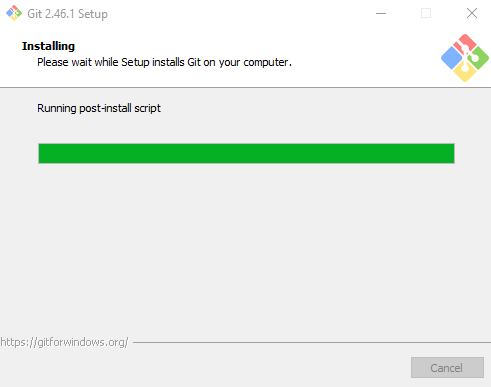 Git 2.46.1 Setup
Installing
Please wait while Setup installs Git on your computer.
Running post-install script
https://gitforwindows.org/
Cancel